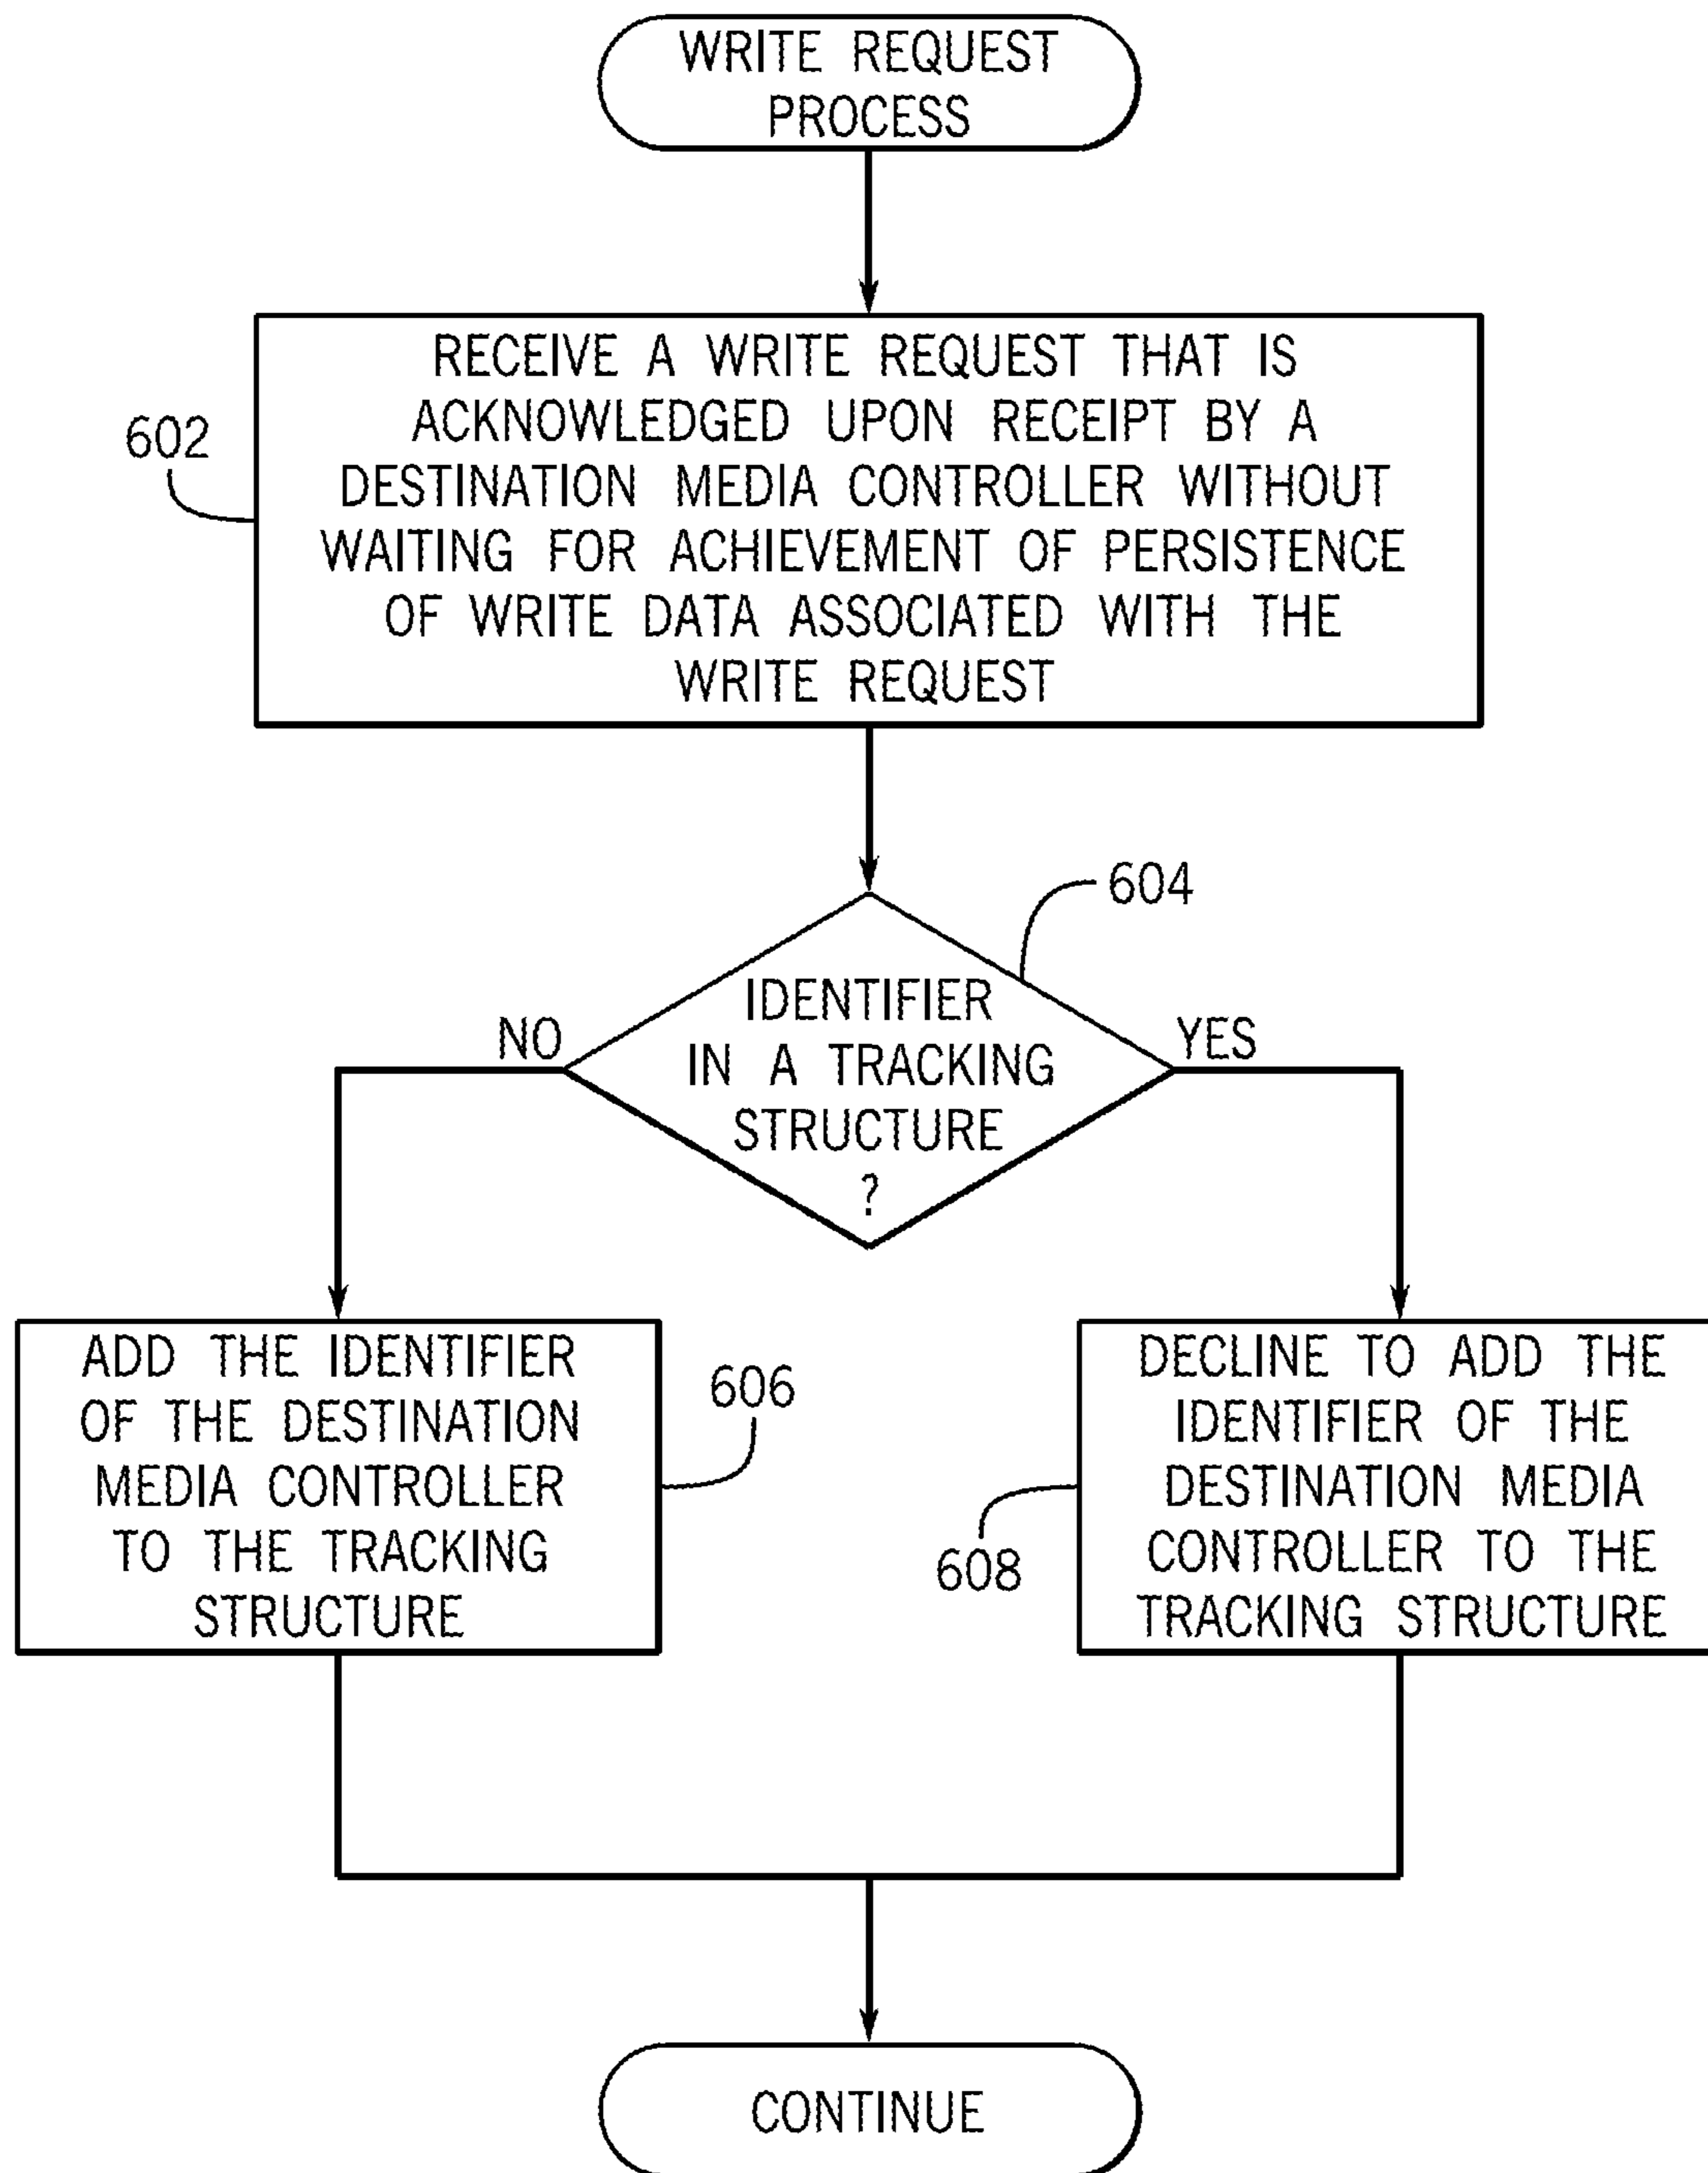 WRITE REQUEST
PROCESS
602
RECEIVE A WRITE REQUEST THAT IS
ACKNOWLEDGED UPON RECEIPT BY A
DESTINATION MEDIA CONTROLLER WITHOUT
WAITING FOR ACHIEVEMENT OF PERSISTENCE
OF WRITE DATA ASSOCIATED WITH THE
WRITE REQUEST
604
IDENTIFIER
IN A TRACKING
STRUCTURE
?
NO
YES
ADD THE IDENTIFIER
OF THE DESTINATION
MEDIA CONTROLLER
TO THE TRACKING
STRUCTURE
606
DECLINE TO ADD THE
IDENTIFIER OF THE
DESTINATION MEDIA
CONTROLLER TO THE
TRACKING STRUCTURE
608
CONTINUE